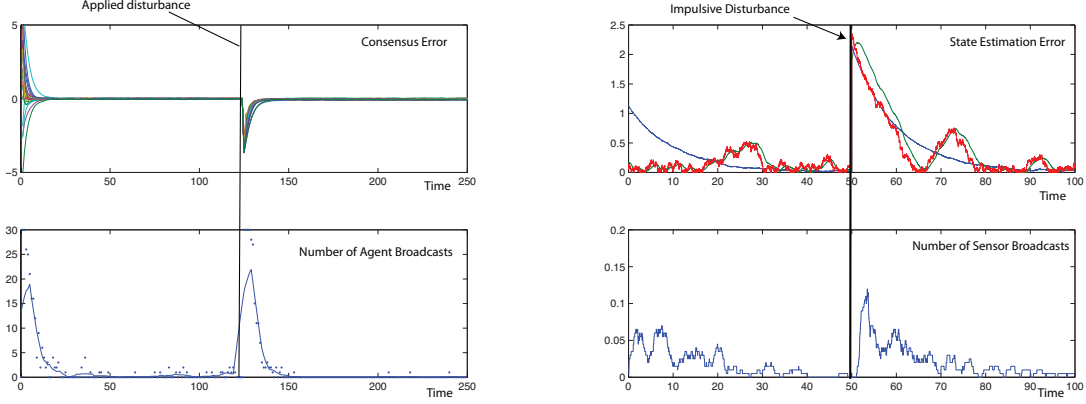 Applied disturbance
Consensus Error
5
0
−5
0 50 100 150 200 250
Time
Number of Agent Broadcasts
30
25
20
15
10
5
0
0 50 100 150 200 250
Time
Impulsive Disturbance
State Estimation Error
2.5
2
1.5
1
0.5
0
0 10 20 30 40 50 60 70 80 90 100
Time
Number of Sensor Broadcasts
0.2
0.15
0.1
0.05
0
0 10 20 30 40 50 60 70 80 90 100
Time